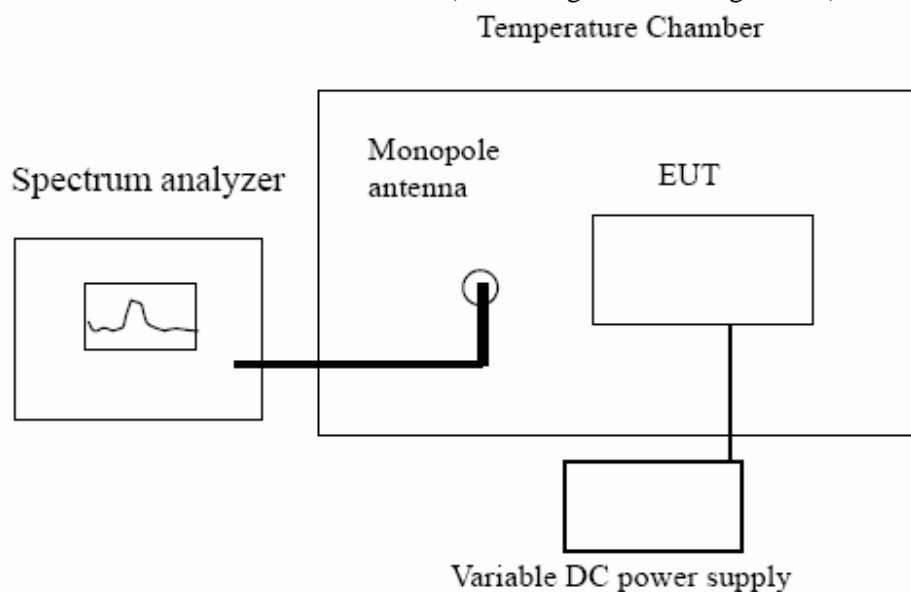 Temperature Chamber
Monopole
antenna
EUT
Spectrum analyzer
Variable DC power supply